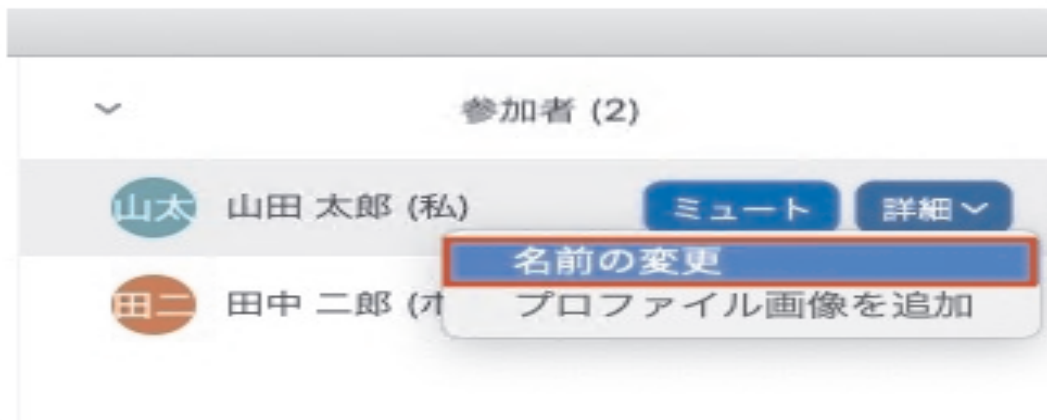 参加者 (2)
山太 山田 太郎 (私) ミュート 詳細
名前の変更
田二 田中 二郎 (ホ
プロファイル画像を追加